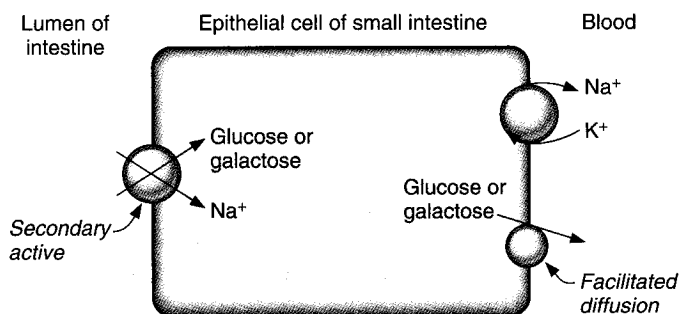 Lumen of
intestine
Epithelial cell of small intestine
Blood
Na+
K+
Glucose or
galactose
Na+
Secondary
active
Glucose or
galactose
Facilitated
diffusion